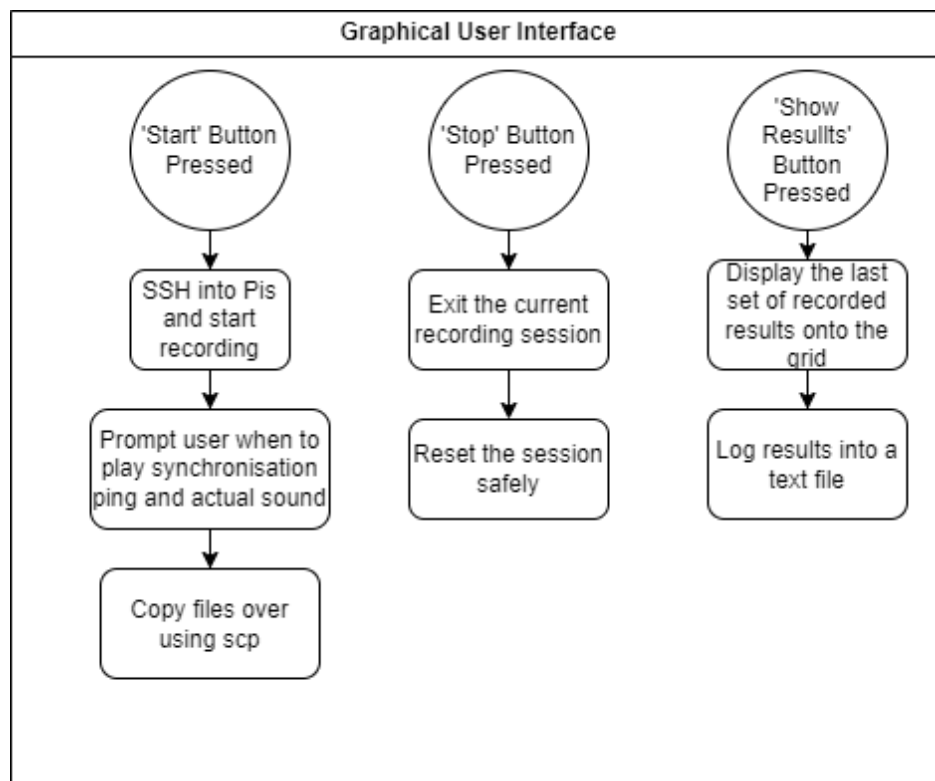 Graphical User Interface
'Start' Button
Pressed
SSH into Pis
and start
recording
Prompt user when to
play synchronisation
ping and actual sound
Copy files over
using scp
'Stop' Button
Pressed
Exit the current
recording session
Reset the session
safely
'Show
Resullts'
Button
Pressed
Display the last
set of recorded
results onto the
grid
Log results into a
text file